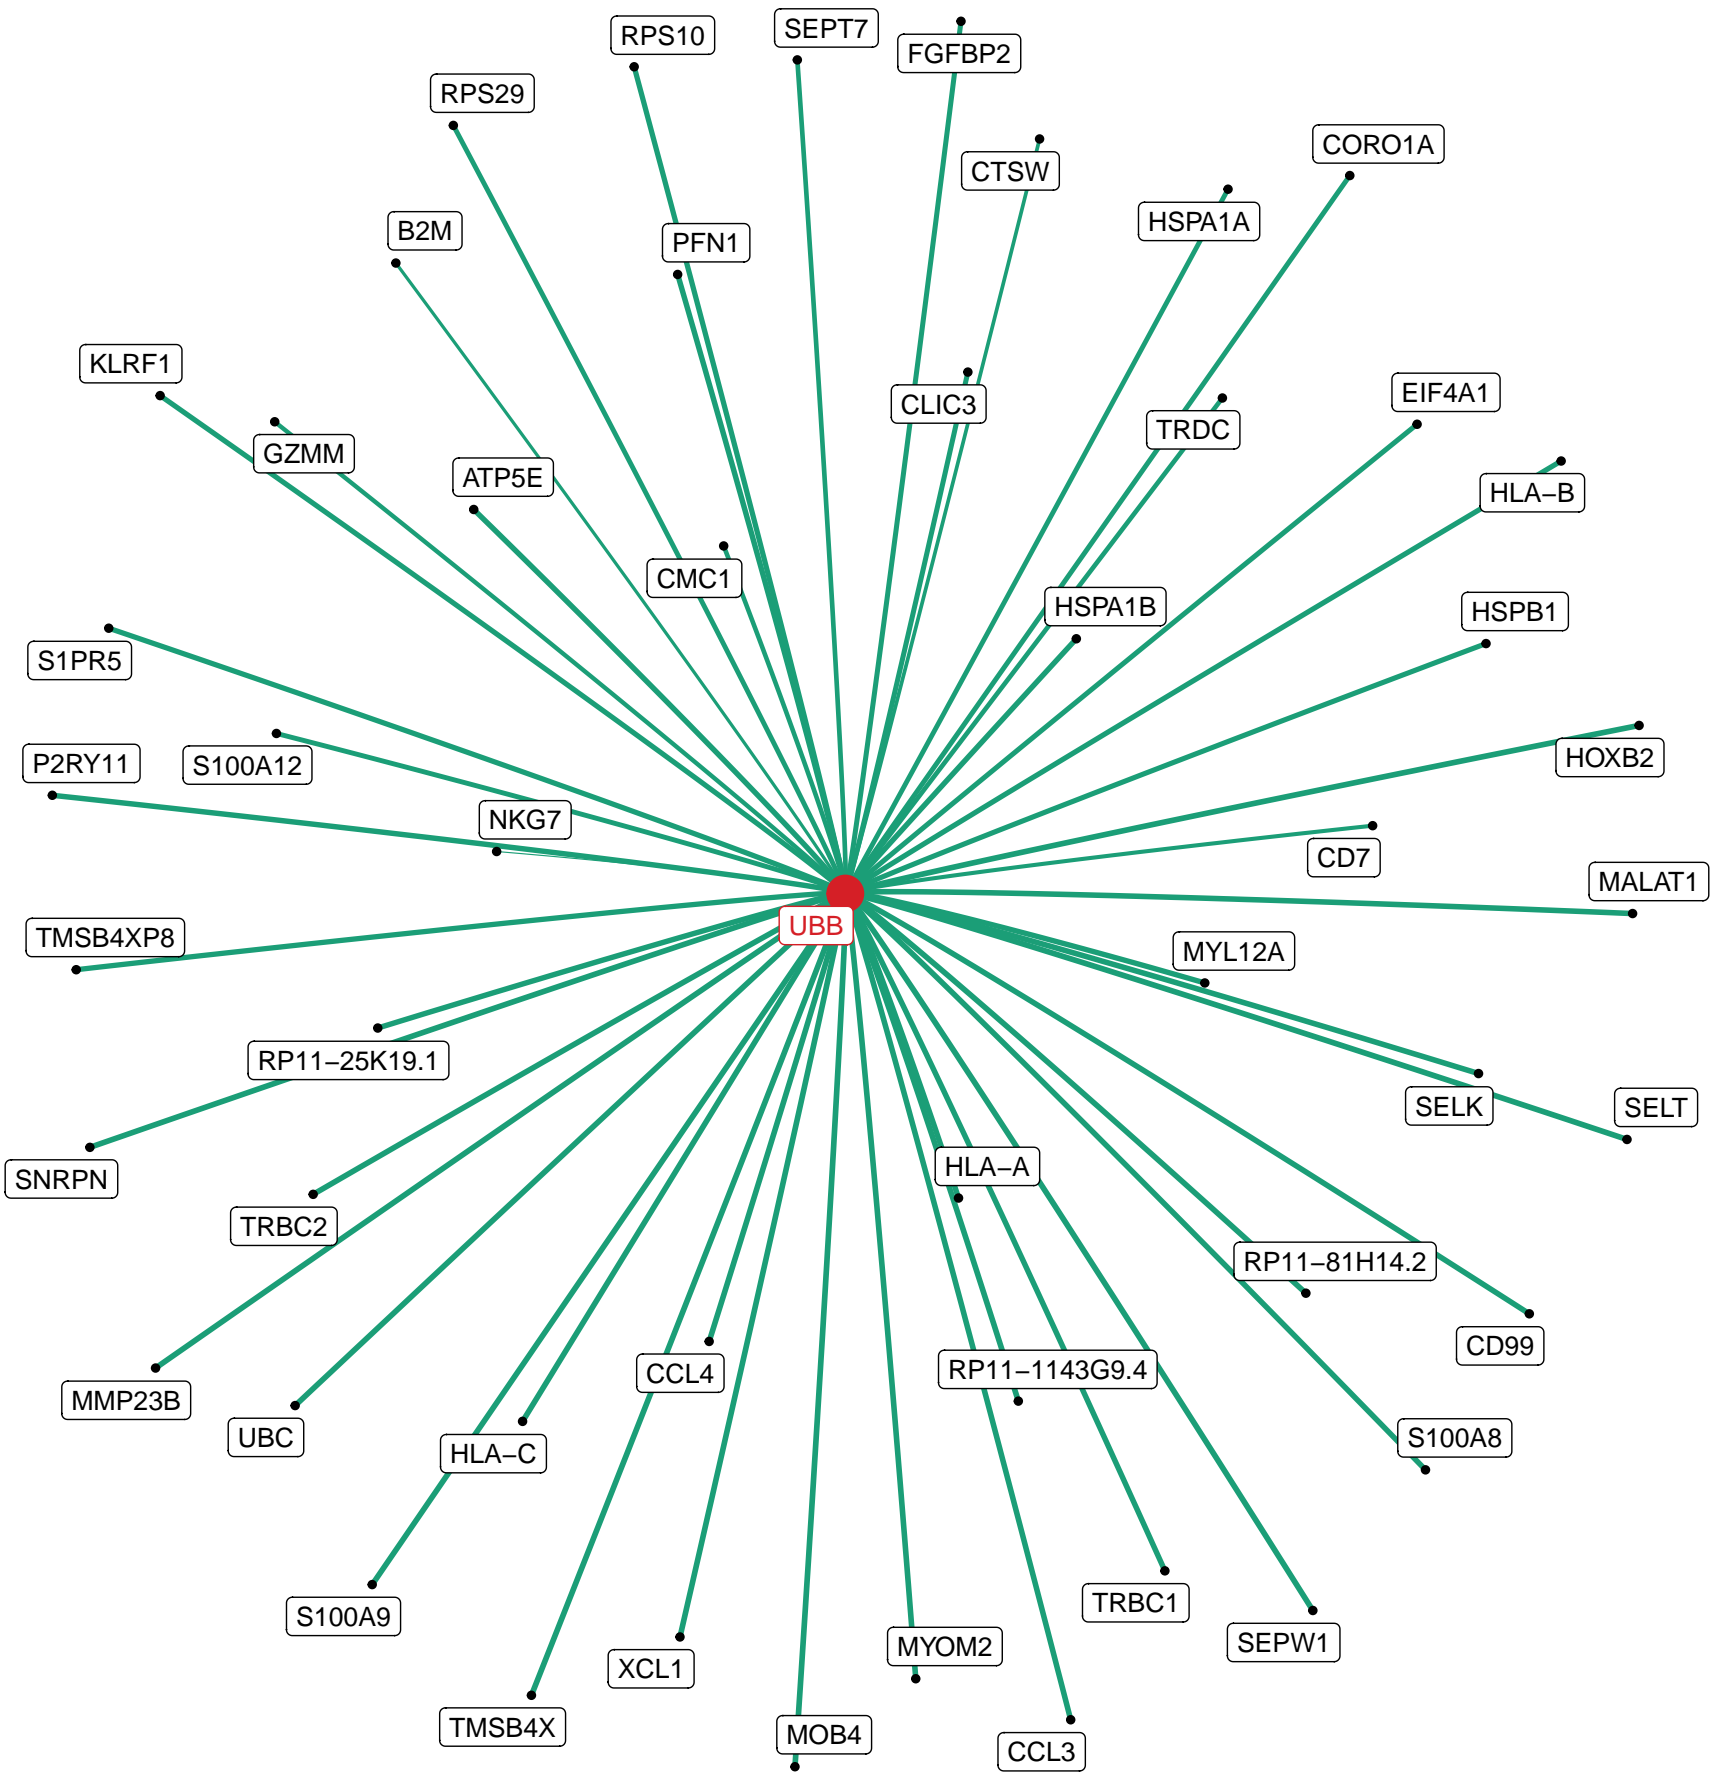 SEPT7
RPS10
FGFBP2
RPS29
CORO1A
CTSW
HSPA1A
B2M
PFN1
KLRF1
EIF4A1
CLIC3
TRDC
GZMM
ATP5E
HLA−B
CMC1
HSPA1B
HSPB1
S1PR5
HOXB2
P2RY11
S100A12
NKG7
CD7
MALAT1
UBB
TMSB4XP8
MYL12A
RP11−25K19.1
SELK
SELT
HLA−A
SNRPN
TRBC2
RP11−81H14.2
CD99
RP11−1143G9.4
CCL4
MMP23B
UBC
S100A8
HLA−C
TRBC1
S100A9
SEPW1
MYOM2
XCL1
TMSB4X
MOB4
CCL3